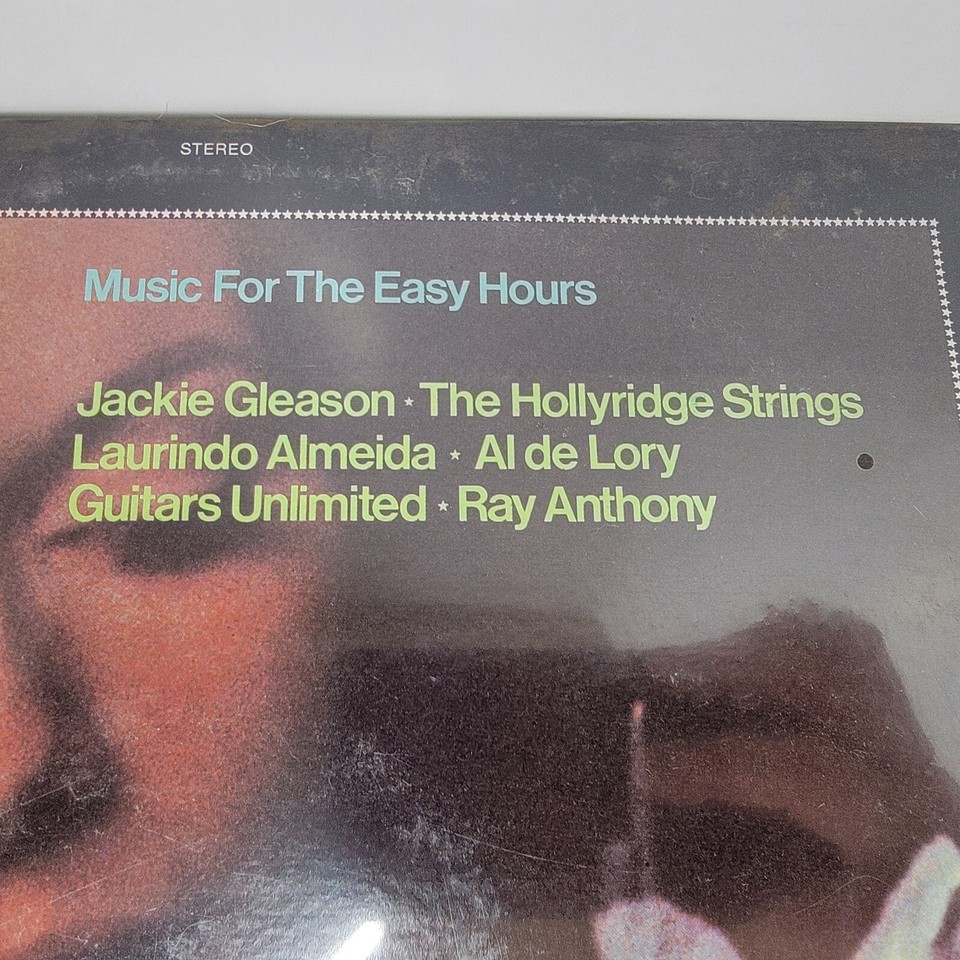 STEREO
Music For The Easy Hours
Jackie Gleason ★ The Hollyridge Strings
Laurindo Almeida ★ Al de Lory
Guitars Unlimited ★ Ray Anthony